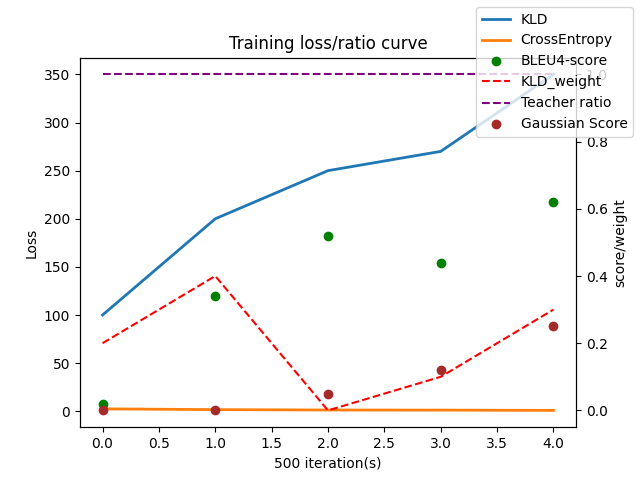 Training loss/ratio curve
KLD
CrossEntropy
BLEU4-score
KLD_weight
Teacher ratio
Gaussian Score
Loss
350
300
250
200
150
100
50
0
1.0
0.8
0.6
0.4
0.2
0.0
score/weight
0.0 0.5 1.0 1.5 2.0 2.5 3.0 3.5 4.0
500 iteration(s)